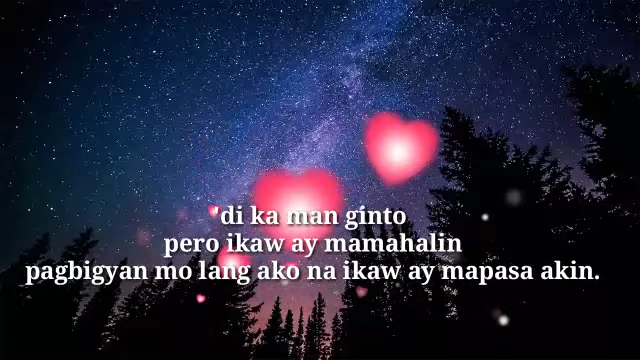 'di ka man ginto
pero ikaw ay mamahalin
pagbigyan mo lang ako na ikaw ay mapasa akin.